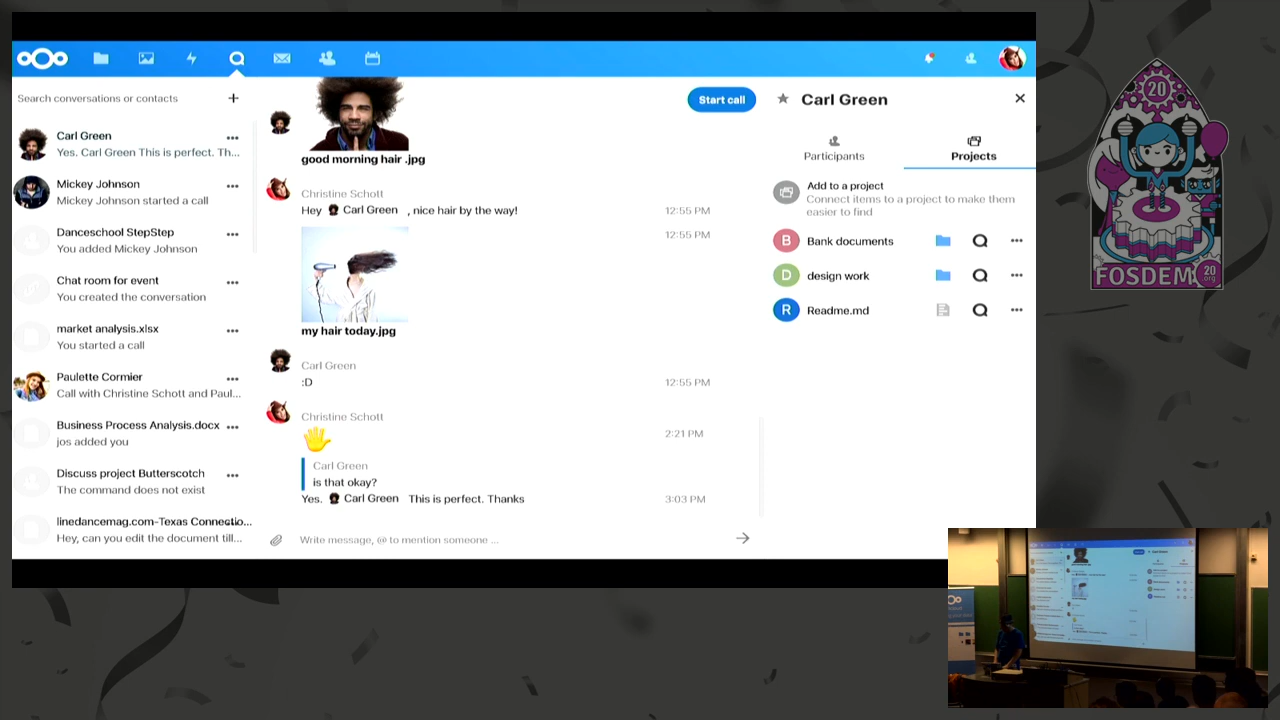 Search conversations or contacts
+
Carl Green
Yes. Carl Green This is perfect. Th...
Mickey Johnson
Mickey Johnson started a call
Danceschool StepStep
You added Mickey Johnson
Chat room for event
You created the conversation
market analysis.xlsx
You started a call
Paulette Cormier
Call with Christine Schott and Paul...
Business Process Analysis.docx
jos added you
Discuss project Butterscotch
The command does not exist
linedancemag.com-Texas Connectio...
Hey, can you edit the document till...
Start call
good morning hair .jpg
Christine Schott
Hey Carl Green , nice hair by the way!
12:55 PM
12:55 PM
my hair today.jpg
Carl Green
:D
12:55 PM
Christine Schott
2:21 PM
Carl Green
is that okay?
Yes. Carl Green This is perfect. Thanks
3:03 PM
Write message, @ to mention someone ...
Carl Green
Participants
Projects
Add to a project
Connect items to a project to make them
easier to find
B Bank documents
D design work
R Readme.md
20
FOSDEM
20
.org